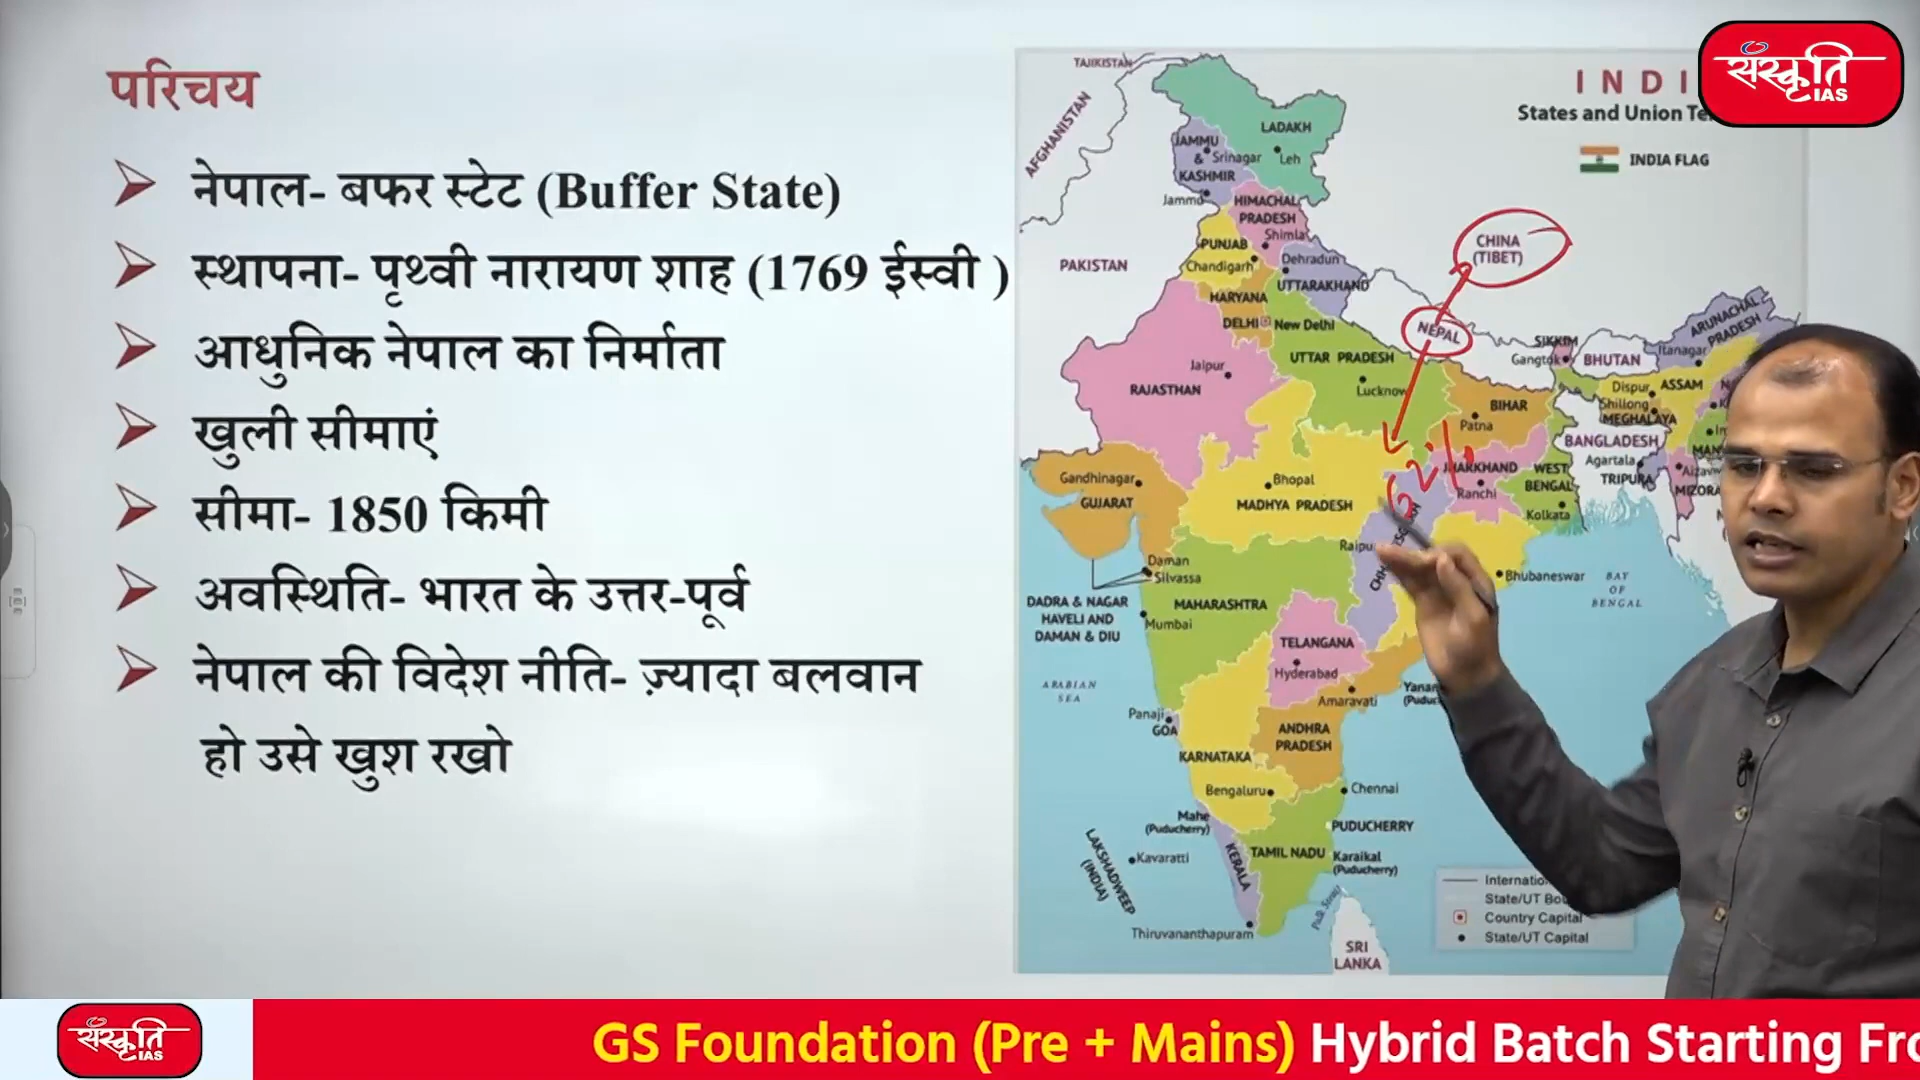 परिचय
नेपाल- बफर स्टेट (Buffer State)
स्थापना- पृथ्वी नारायण शाह (1769 ईस्वी )
आधुनिक नेपाल का निर्माता
खुली सीमाएं
सीमा- 1850 किमी
अवस्थिति- भारत के उत्तर-पूर्व
नेपाल की विदेश नीति- ज़्यादा बलवान
हो उसे खुश रखो
संस्कृति
IAS
INDI
States and Union Te
INDIA FLAG
TAJIKISTAN
AFGHANISTAN
PAKISTAN
CHINA
(TIBET)
NEPAL
BHUTAN
BANGLADESH
SRI
LANKA
LADAKH
Leh
JAMMU
&
KASHMIR
Srinagar
Jammu
HIMACHAL
PRADESH
Shimla
PUNJAB
Chandigarh
Dehradun
UTTARAKHAND
HARYANA
DELHI
New Delhi
UTTAR PRADESH
Lucknow
Jaipur
RAJASTHAN
SIKKIM
Gangtok
ARUNACHAL
PRADESH
Itanagar
Dispur
ASSAM
Shillong
MEGHALAYA
Agartala
TRIPURA
BIHAR
Patna
62%
JHARKHAND
Ranchi
WEST
BENGAL
Kolkata
Gandhinagar
GUJARAT
Bhopal
MADHYA PRADESH
Bhubaneswar
Daman
Silvassa
DADRA & NAGAR
HAVELI AND
DAMAN & DIU
MAHARASHTRA
Mumbai
TELANGANA
Hyderabad
Amaravati
ANDHRA
PRADESH
Panaji
GOA
KARNATAKA
Bengaluru
Chennai
Mahe
(Puducherry)
PUDUCHERRY
KERALA
TAMIL NADU
Karaikal
(Puducherry)
LAKSHADWEEP
(INDIA)
Kavaratti
Thiruvananthapuram
ARABIAN
SEA
BAY
OF
BENGAL
State/UT Bou
Country Capital
State/UT Capital
संस्कृति
IAS
GS Foundation (Pre + Mains) Hybrid Batch Starting Fro